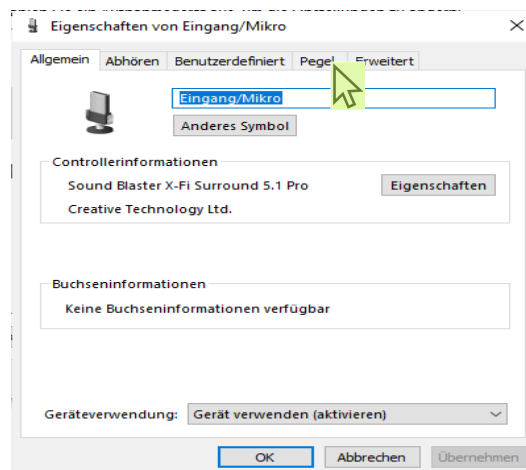 Eigenschaften von Eingang/Mikro
Allgemein Abhören Benutzerdefiniert Pegel Erweitert
Eingang/Mikro
Anderes Symbol
Controllerinformationen
Sound Blaster X-Fi Surround 5.1 Pro Eigenschaften
Creative Technology Ltd.
Buchseninformationen
Keine Buchseninformationen verfügbar
Geräteverwendung: Gerät verwenden (aktivieren)
OK Abbrechen Übernehmen